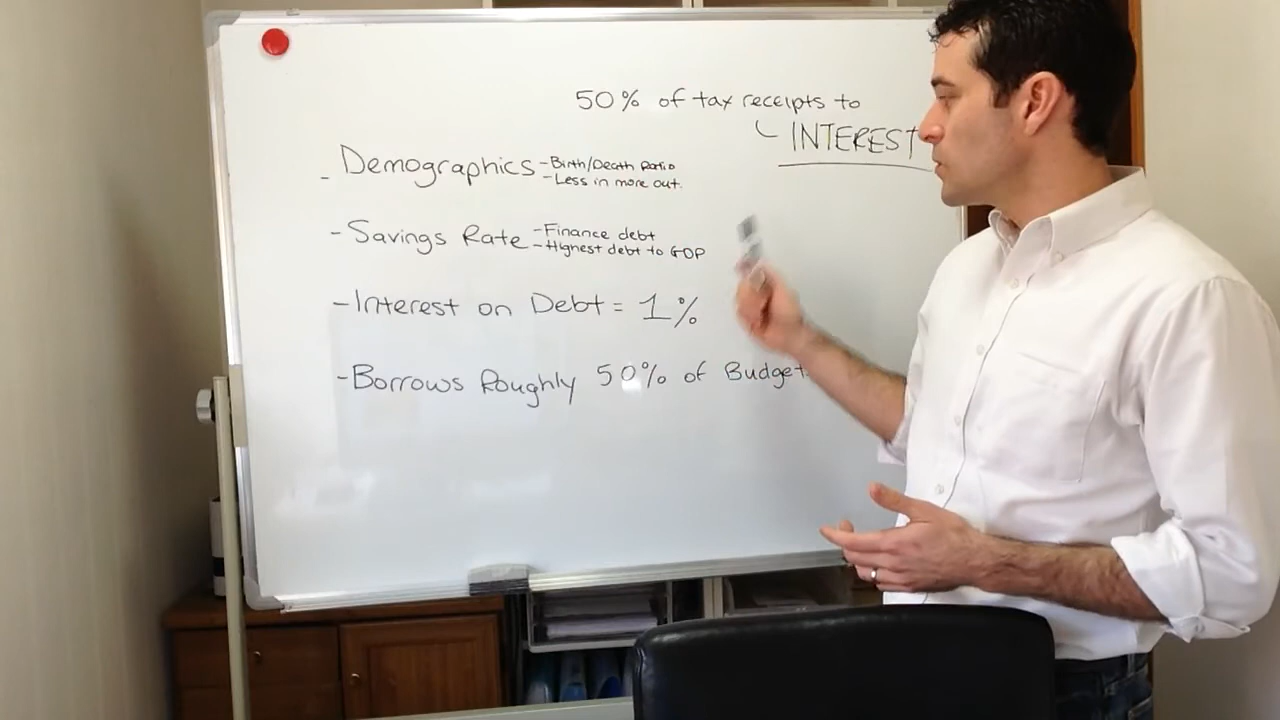 50% of tax receipts to
INTEREST
- Demographics - Birth/Death Ratio
- Less in more out.
- Savings Rate - Finance debt
- Highest debt to GDP
- Interest on Debt = 1%
- Borrows Roughly 50% of Budget.